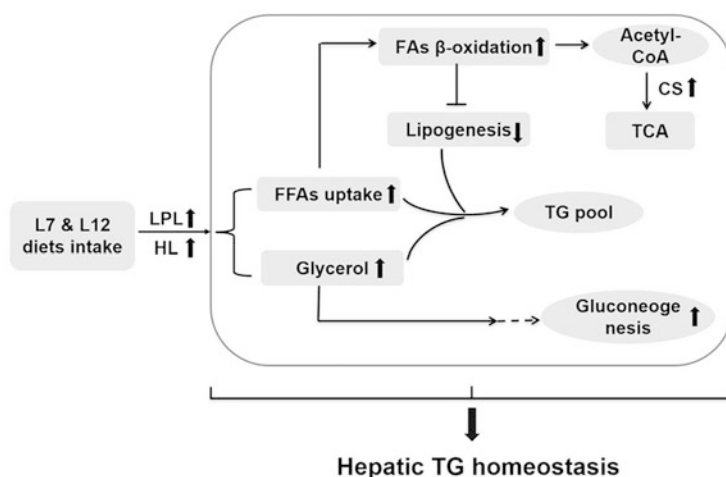 FAs β-oxidation
Acetyl-
CoA
CS
Lipogenesis
TCA
FFAs uptake
L7 & L12
diets intake
LPL
HL
TG pool
Glycerol
Gluconeoge
nesis
Hepatic TG homeostasis